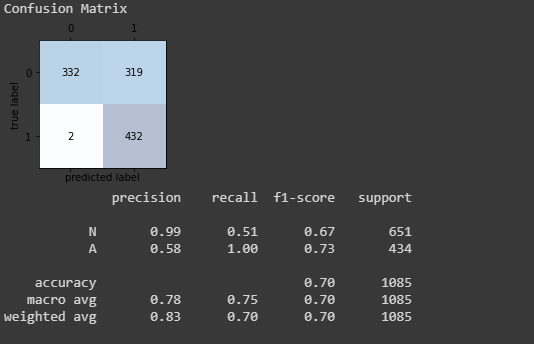 Confusion Matrix
0 1
0 332 319
true label
1 2 432
predicted label
precision recall f1-score support
N 0.99 0.51 0.67 651
A 0.58 1.00 0.73 434
accuracy 0.70 1085
macro avg 0.78 0.75 0.70 1085
weighted avg 0.83 0.70 0.70 1085